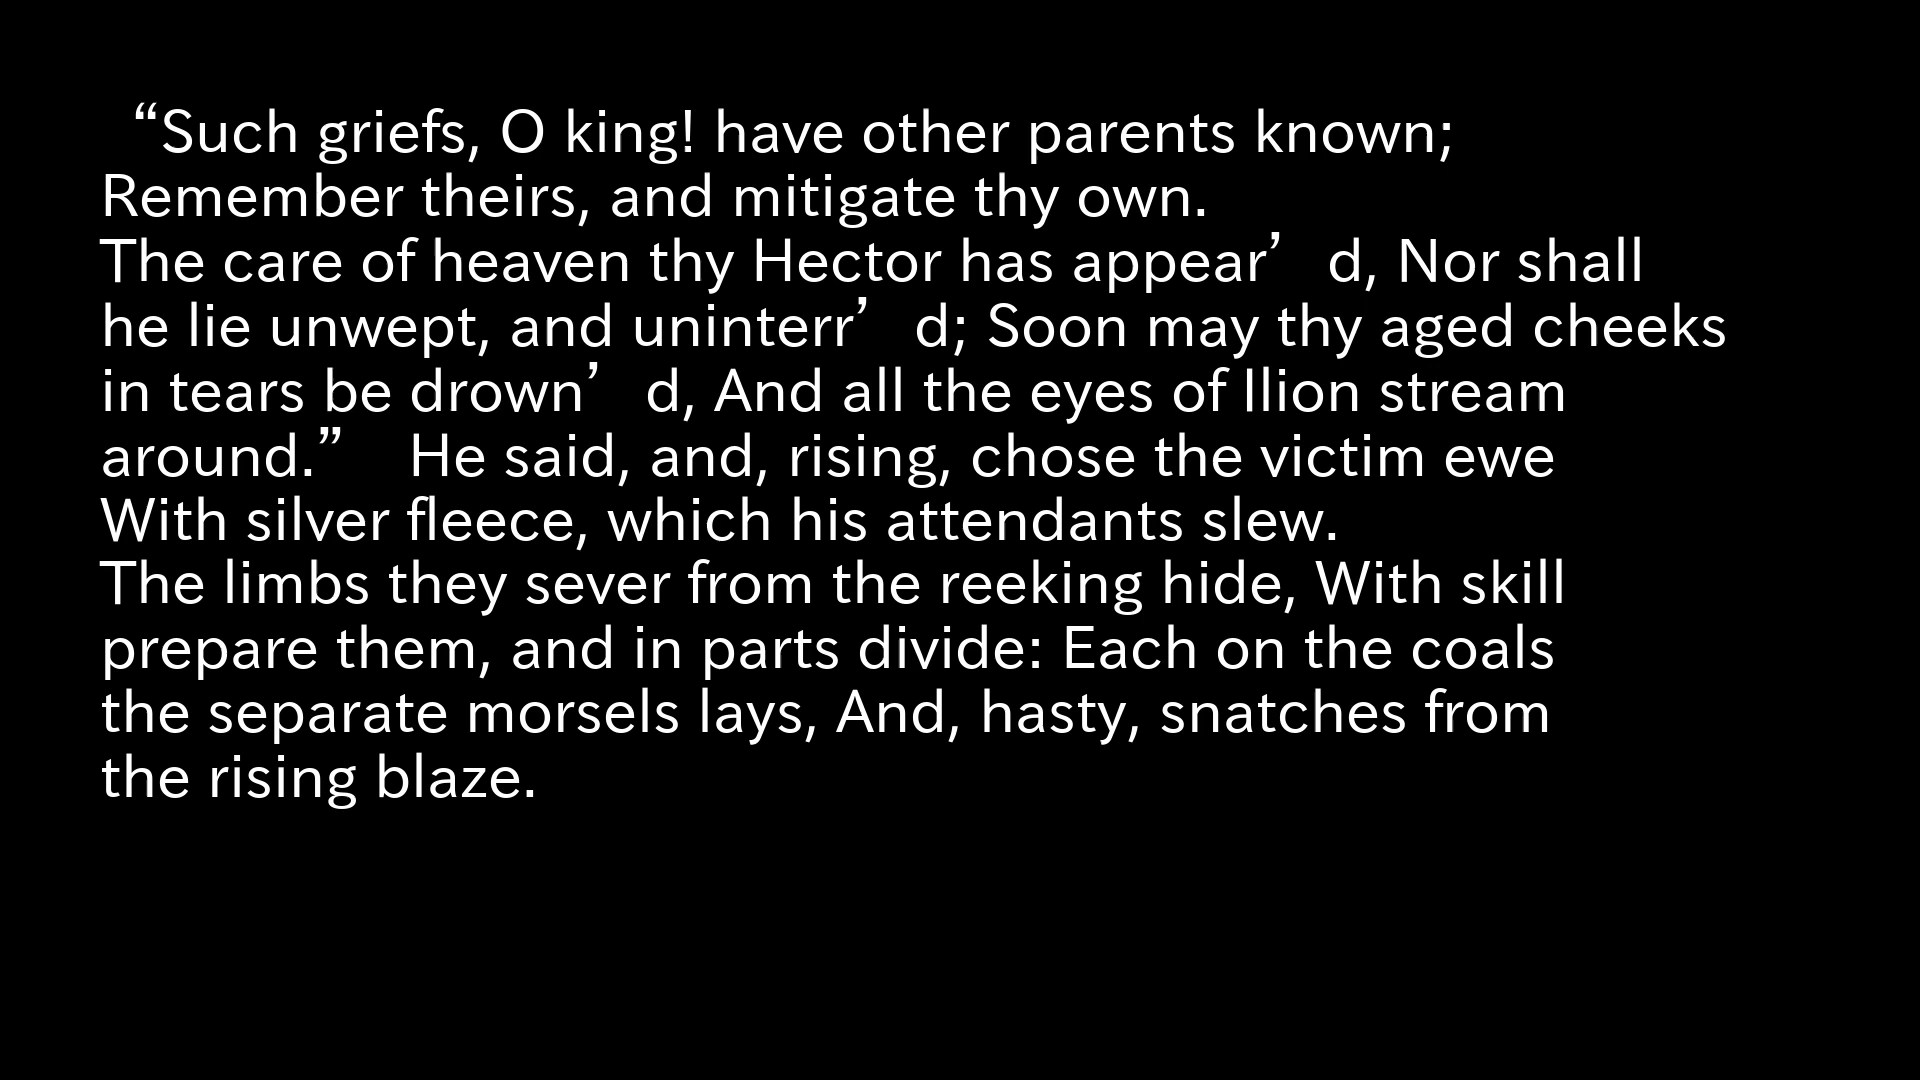 “Such griefs, O king! have other parents known;
Remember theirs, and mitigate thy own.
The care of heaven thy Hector has appear’d, Nor shall
he lie unwept, and uninterr’d; Soon may thy aged cheeks
in tears be drown’d, And all the eyes of Ilion stream
around.” He said, and, rising, chose the victim ewe
With silver fleece, which his attendants slew.
The limbs they sever from the reeking hide, With skill
prepare them, and in parts divide: Each on the coals
the separate morsels lays, And, hasty, snatches from
the rising blaze.